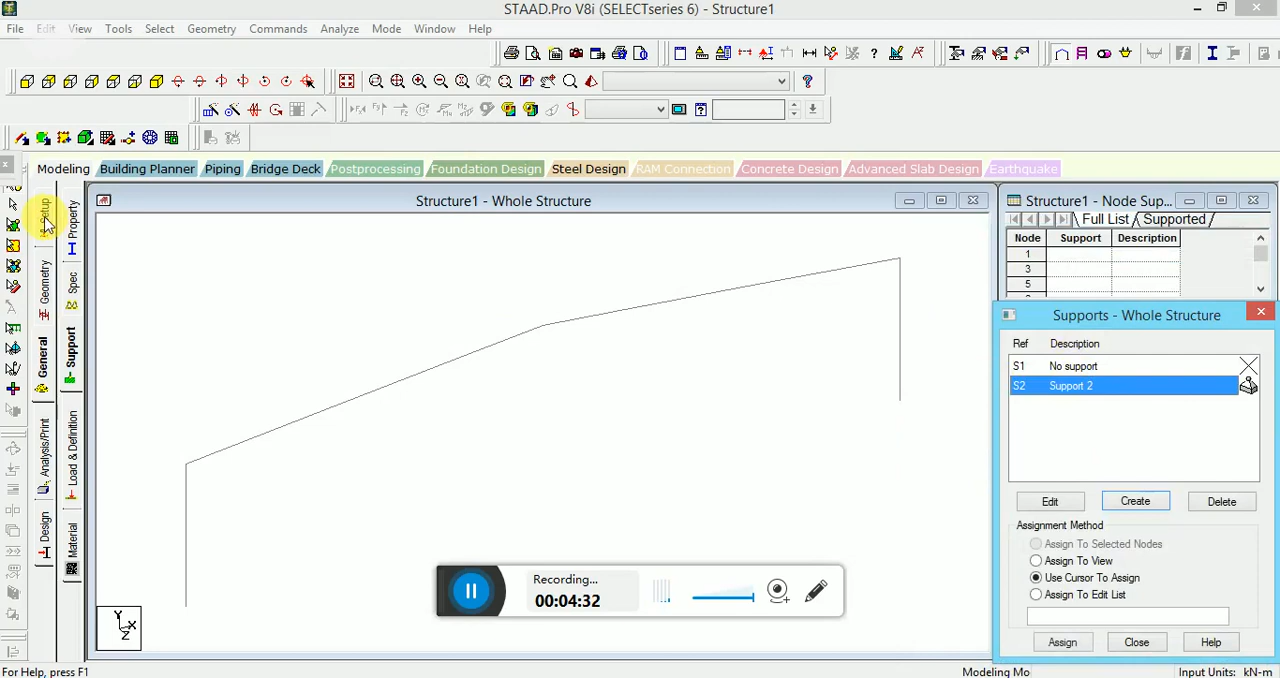 STAAD.Pro V8i (SELECTseries 6) - Structure1
File Edit View Tools Select Geometry Commands Analyze Mode Window Help
Modeling Building Planner Piping Bridge Deck Postprocessing Foundation Design Steel Design RAM Connection Concrete Design Advanced Slab Design Earthquake
Setup
Geometry
General
Analysis/Print
Design
Property
Spec
Support
Load & Definition
Material
Structure1 - Whole Structure
Structure1 - Node Sup...
Full List Supported
Node Support Description
1
3
5
Supports - Whole Structure
Ref Description
S1 No support
S2 Support 2
Edit Create Delete
Assignment Method
Assign To Selected Nodes
Assign To View
Use Cursor To Assign
Assign To Edit List
Assign Close Help
Recording...
00:04:32
Y
X
Z
For Help, press F1
Modeling Mo
Input Units: kN-m